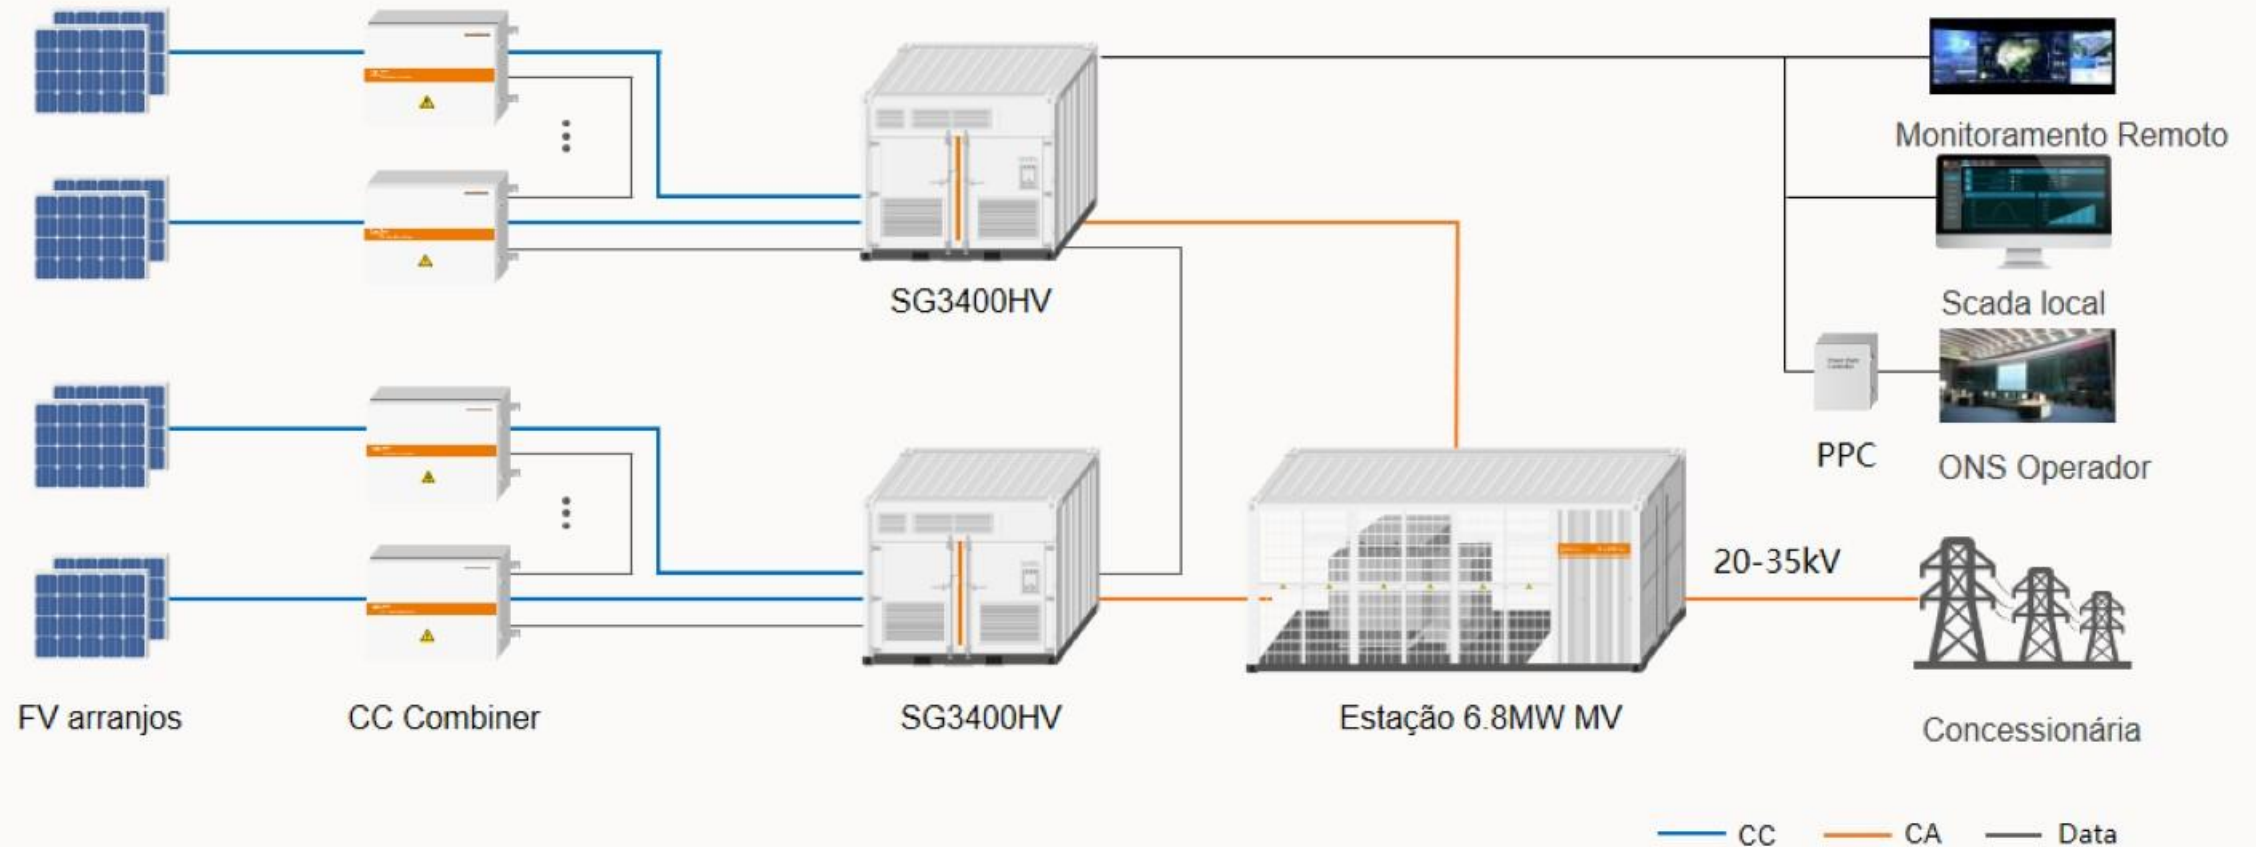 Monitoramento Remoto
SG3400HV
Scada local
PPC
ONS Operador
20-35kV
FV arranjos
CC Combiner
SG3400HV
Estação 6.8MW MV
Concessionária
CC
CA
Data